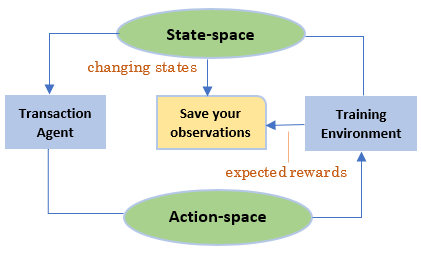 State-space
changing states
Transaction
Agent
Save your
observations
Training
Environment
expected rewards
Action-space